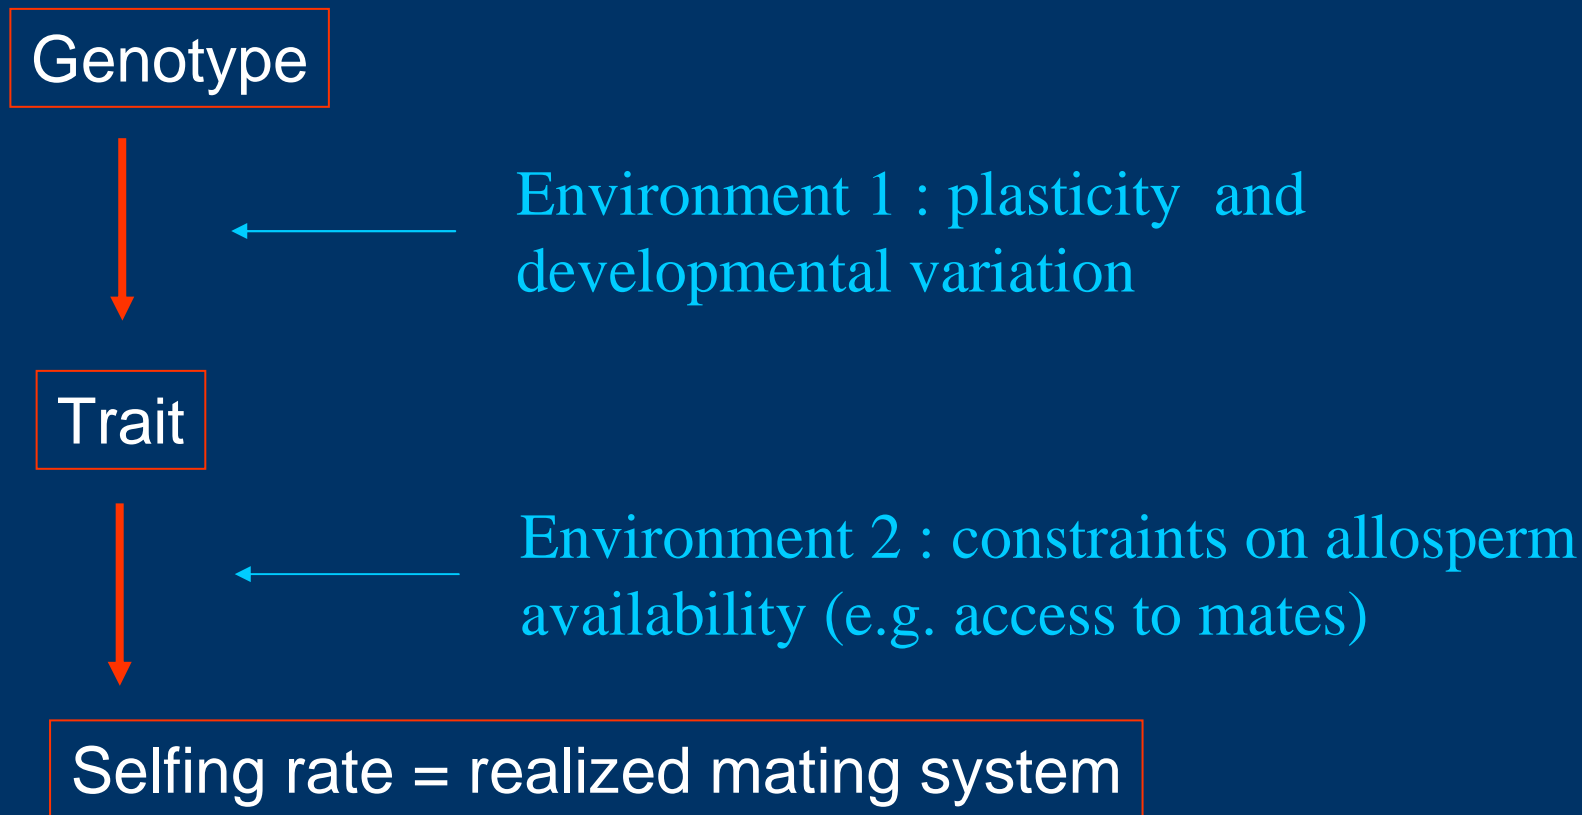 Genotype
Environment 1 : plasticity  and
developmental variation
Trait
Environment 2 : constraints on allosperm
availability (e.g. access to mates)
Selfing rate = realized mating system